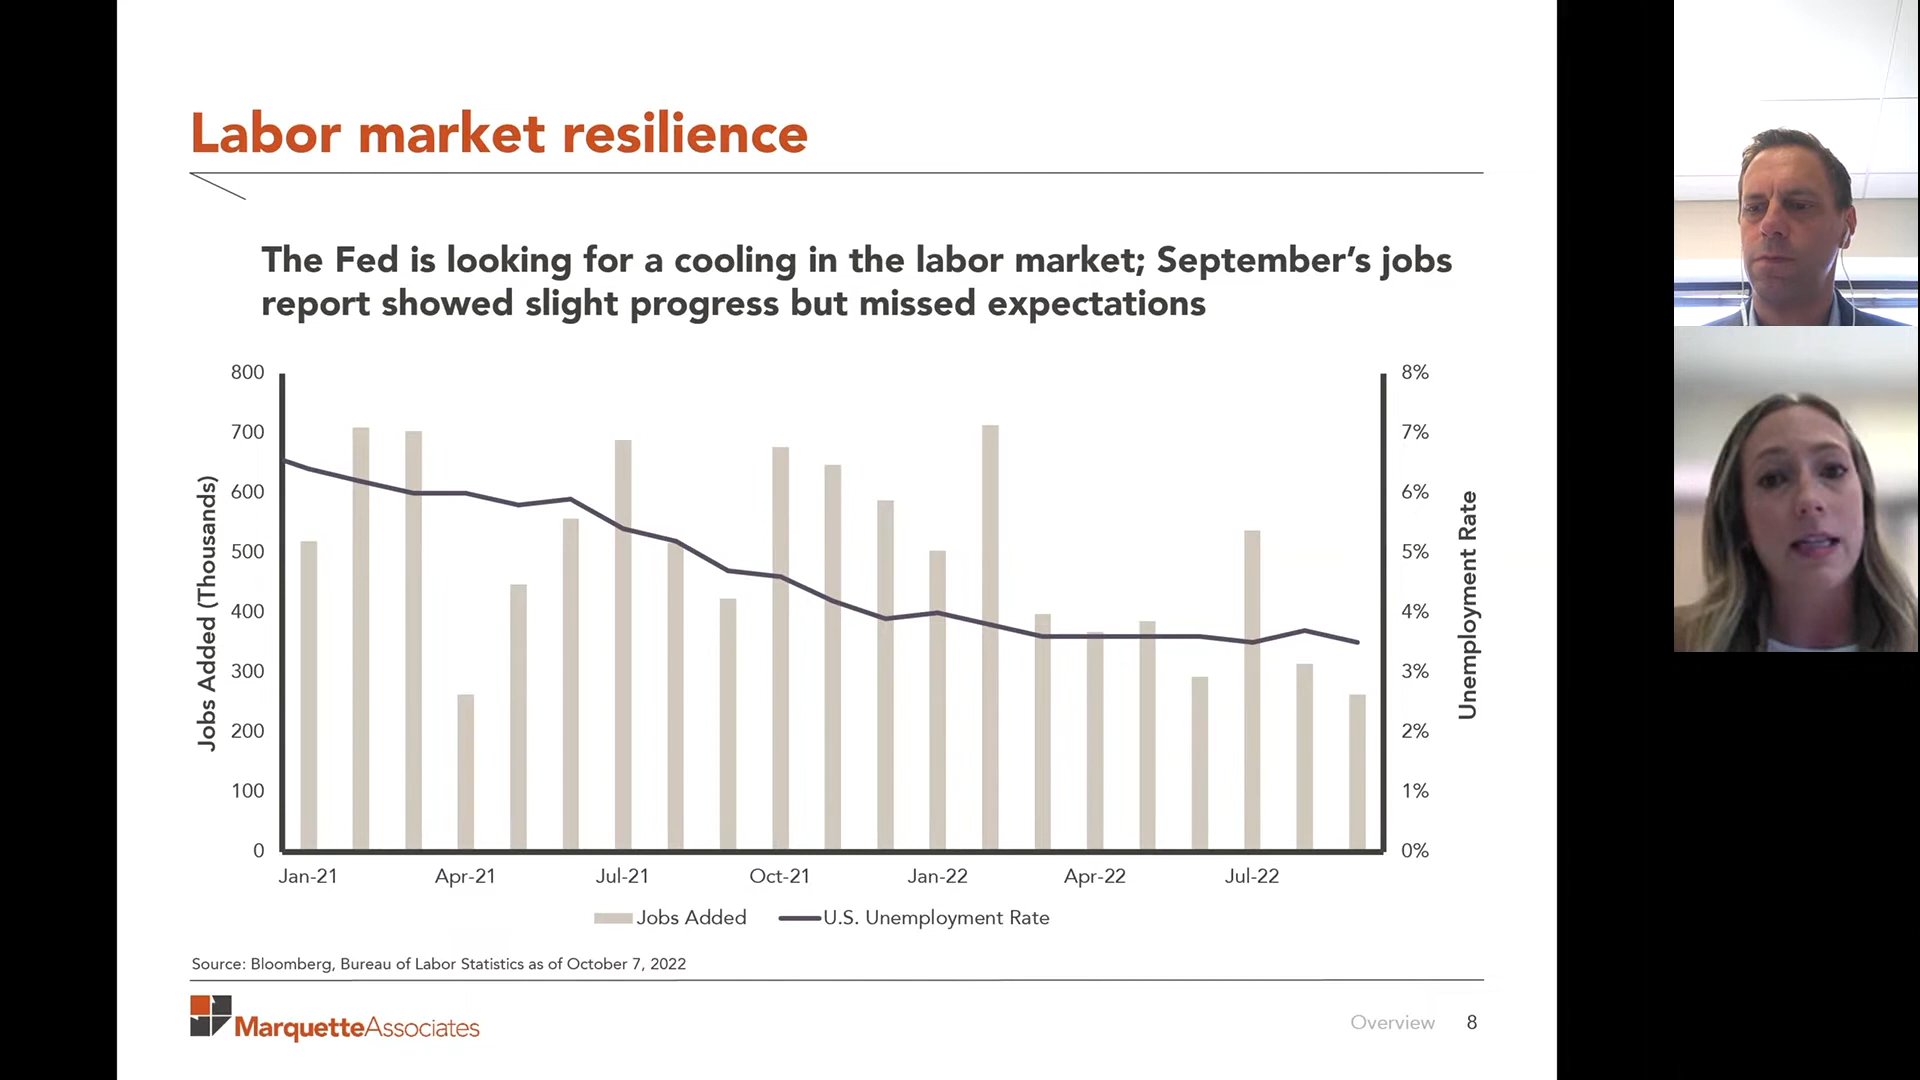 Labor market resilience
The Fed is looking for a cooling in the labor market; September’s jobs
report showed slight progress but missed expectations
Jobs Added (Thousands)
800
700
600
500
400
300
200
100
0
8%
7%
6%
5%
4%
3%
2%
1%
0%
Unemployment Rate
Jan-21
Apr-21
Jul-21
Oct-21
Jan-22
Apr-22
Jul-22
Jobs Added
U.S. Unemployment Rate
Source: Bloomberg, Bureau of Labor Statistics as of October 7, 2022
MarquetteAssociates
Overview 8